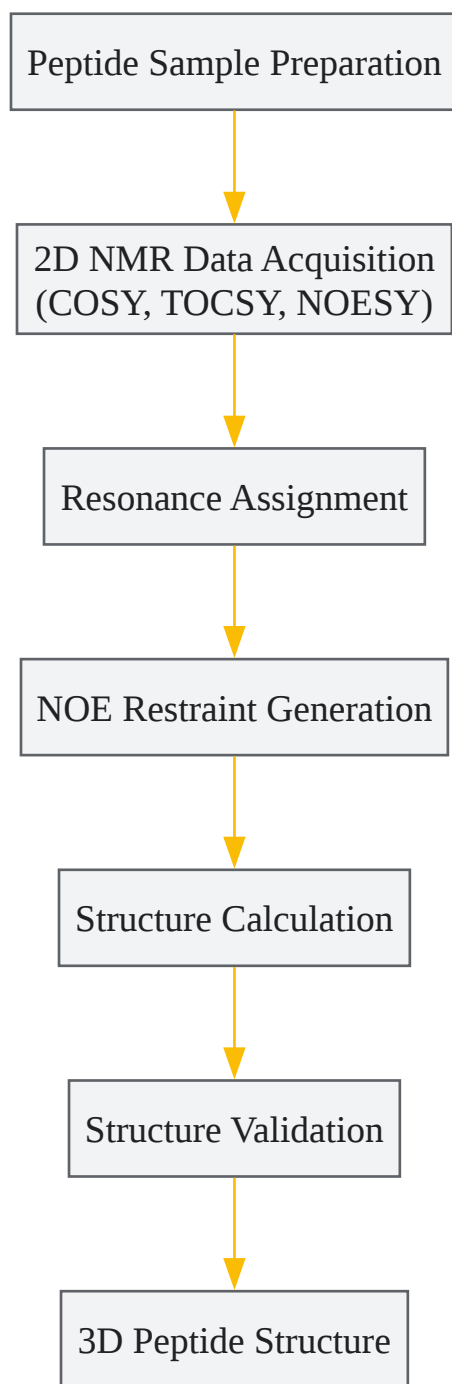 Peptide Sample Preparation
2D NMR Data Acquisition
(COSY, TOCSY, NOESY)
Resonance Assignment
NOE Restraint Generation
Structure Calculation
Structure Validation
3D Peptide Structure